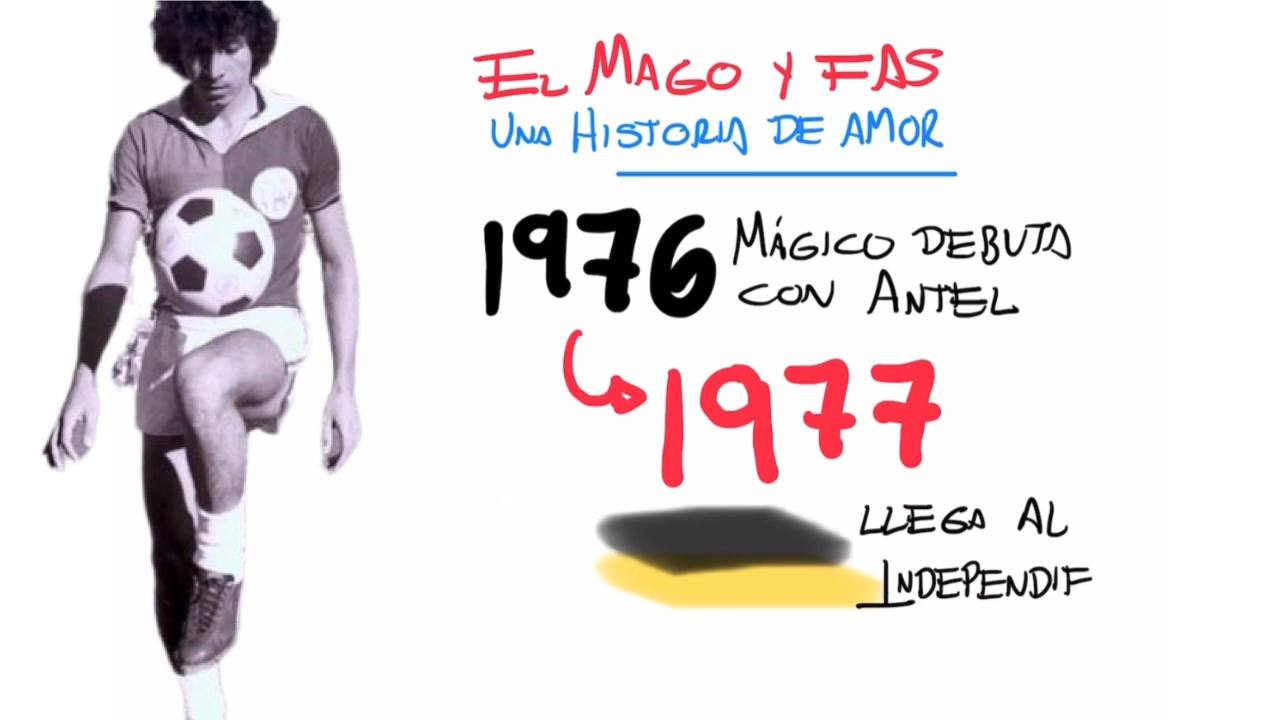 EL MAGO Y FAS
UNA HISTORIA DE AMOR
1976 MÁGICO DEBUTA
CON ANTEL
1977
LLEGA AL
INDEPENDIF